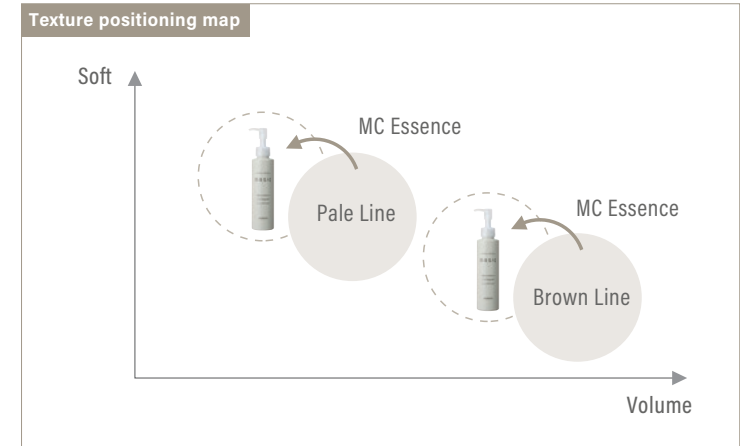 Texture positioning map
Soft
MC Essence
Pale Line
MC Essence
Brown Line
Volume